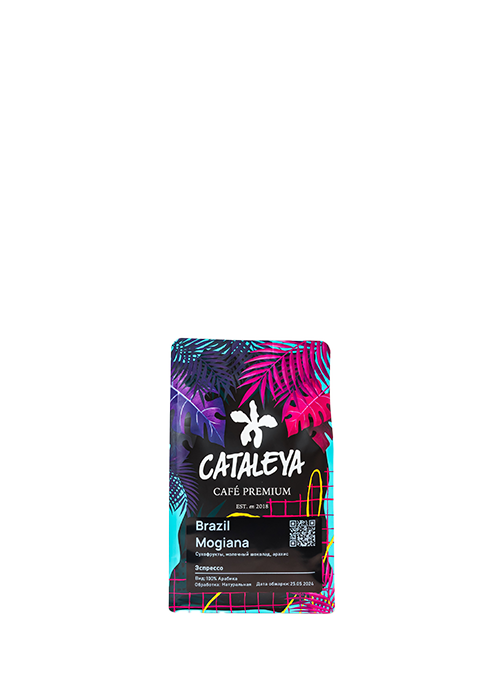 CATALEYA
CAFÉ PREMIUM
EST. en 2018
Brazil
Mogiana
Сухофрукты, молочный шоколад, арахис
Эспрессо
Вид: 100% Арабика
Обработка: Натуральная Дата обжарки: 25.05.2024